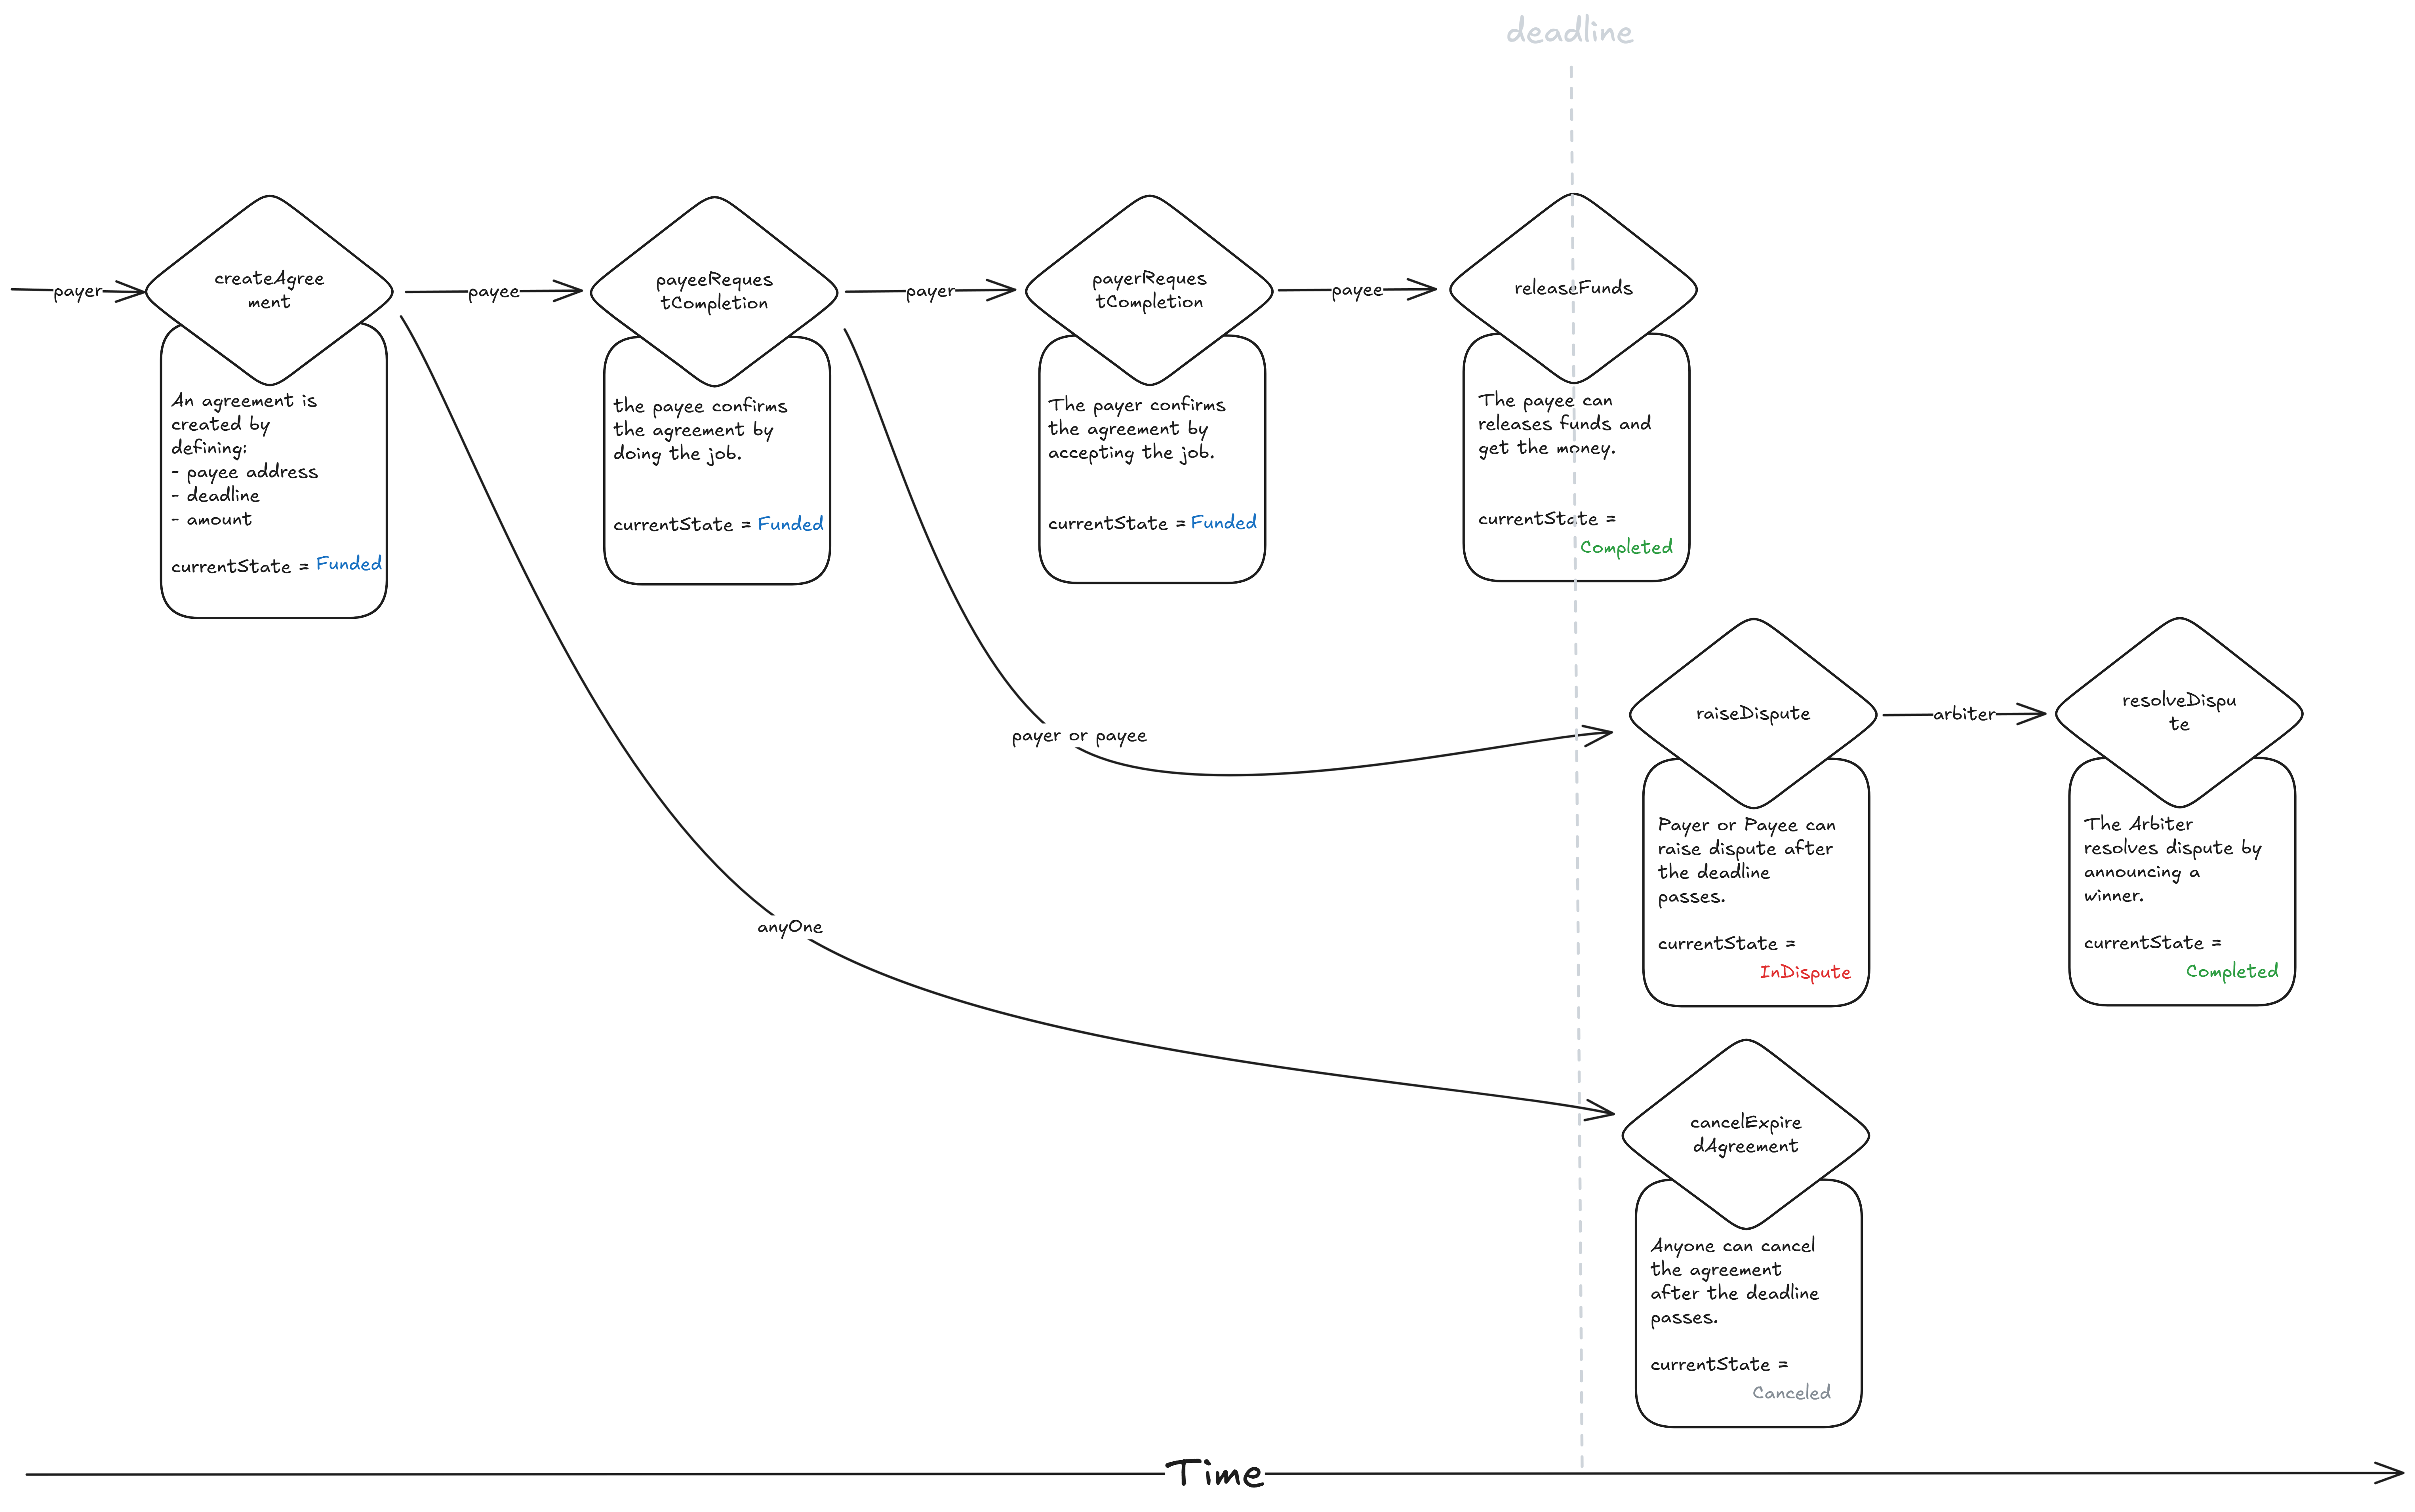 deadline
payer
createAgree
ment
payee
payeeReques
tCompletion
payer
payerReques
tCompletion
payee
releaseFunds
An agreement is
created by
defining:
- payee address
- deadline
- amount
currentState = Funded
the payee confirms
the agreement by
doing the job.
currentState = Funded
The payer confirms
the agreement by
accepting the job.
currentState = Funded
The payee can
releases funds and
get the money.
currentState =
Completed
payer or payee
raiseDispute
arbiter
resolveDispu
te
Payer or Payee can
raise dispute after
the deadline
passes.
currentState =
InDispute
The Arbiter
resolves dispute by
announcing a
winner.
currentState =
Completed
anyOne
cancelExpire
dAgreement
Anyone can cancel
the agreement
after the deadline
passes.
currentState =
Canceled
Time